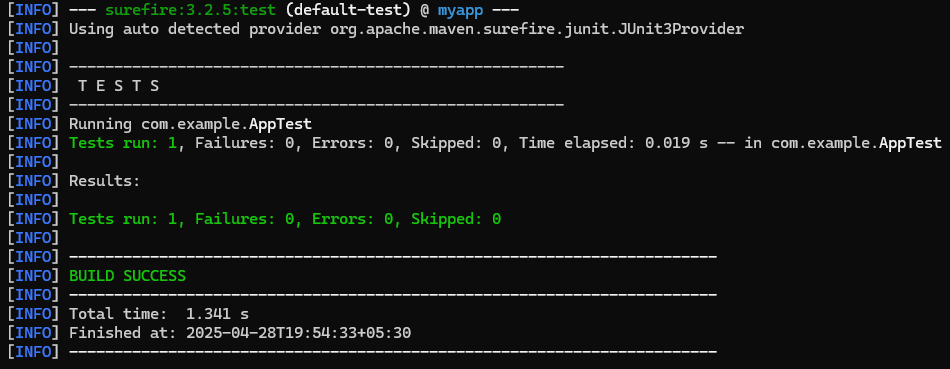 [INFO] --- surefire:3.2.5:test (default-test) @ myapp ---
[INFO] Using auto detected provider org.apache.maven.surefire.junit.JUnit3Provider
[INFO]
[INFO] -------------------------------------------------------
[INFO]  T E S T S
[INFO] -------------------------------------------------------
[INFO] Running com.example.AppTest
[INFO] Tests run: 1, Failures: 0, Errors: 0, Skipped: 0, Time elapsed: 0.019 s -- in com.example.AppTest
[INFO]
[INFO] Results:
[INFO]
[INFO] Tests run: 1, Failures: 0, Errors: 0, Skipped: 0
[INFO]
[INFO] ------------------------------------------------------------------------
[INFO] BUILD SUCCESS
[INFO] ------------------------------------------------------------------------
[INFO] Total time:  1.341 s
[INFO] Finished at: 2025-04-28T19:54:33+05:30
[INFO] ------------------------------------------------------------------------